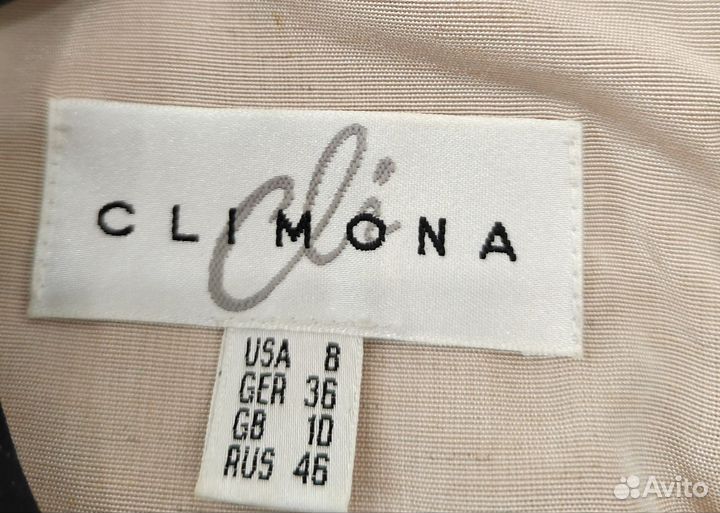 Cli
CLIMONA
USA 8
GER 36
GB 10
RUS 46
Avito